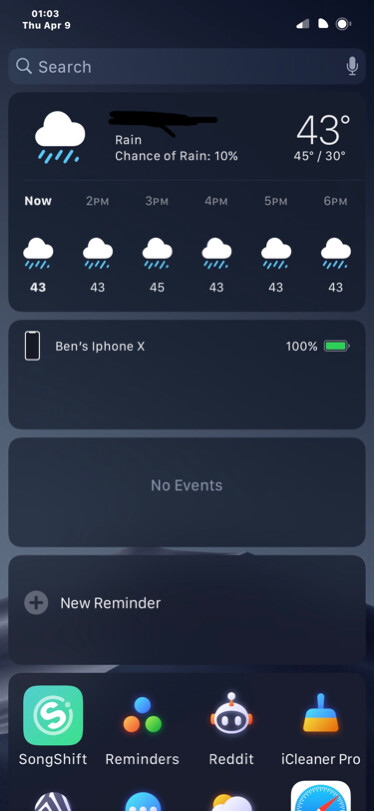 01:03
Thu Apr 9
Search
43°
Rain
Chance of Rain: 10%
45° / 30°
Now 2PM 3PM 4PM 5PM 6PM
43 43 45 43 43 43
Ben's Iphone X 100%
No Events
New Reminder
SongShift Reminders Reddit iCleaner Pro